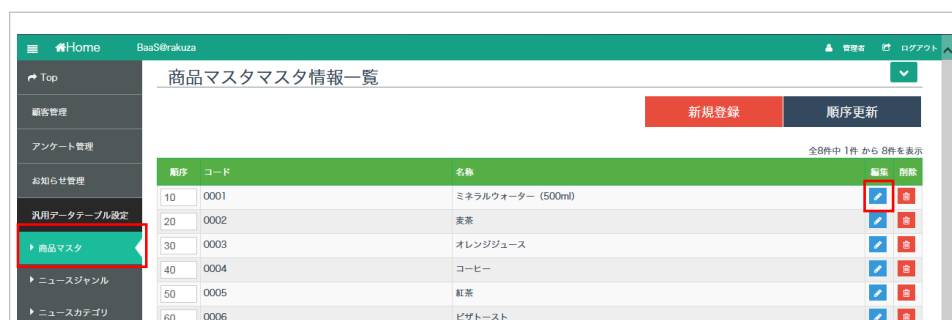 Home BaaS@rakuza 管理者 ログアウト
Top
顧客管理
アンケート管理
お知らせ管理
汎用データテーブル設定
商品マスタ
ニュースジャンル
ニュースカテゴリ
商品マスタマスタ情報一覧
新規登録 順序更新
全8件中 1件 から 8件を表示
順序 コード 名称 編集 削除
10 0001 ミネラルウォーター（500ml）
20 0002 麦茶
30 0003 オレンジジュース
40 0004 コーヒー
50 0005 紅茶
60 0006 ピザトースト